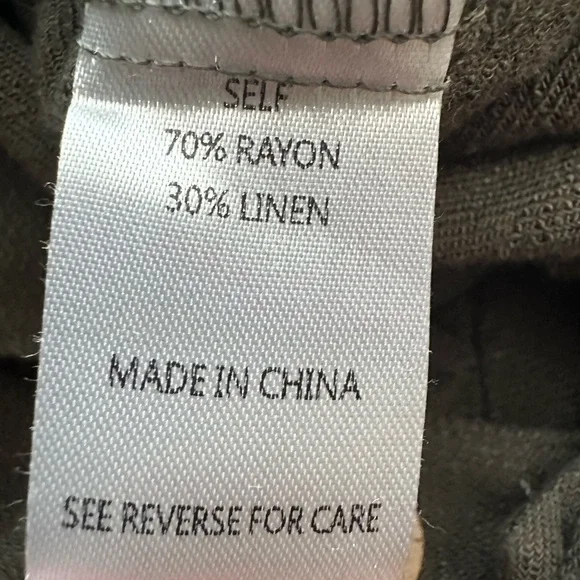 SELF
70% RAYON
30% LINEN
MADE IN CHINA
SEE REVERSE FOR CARE